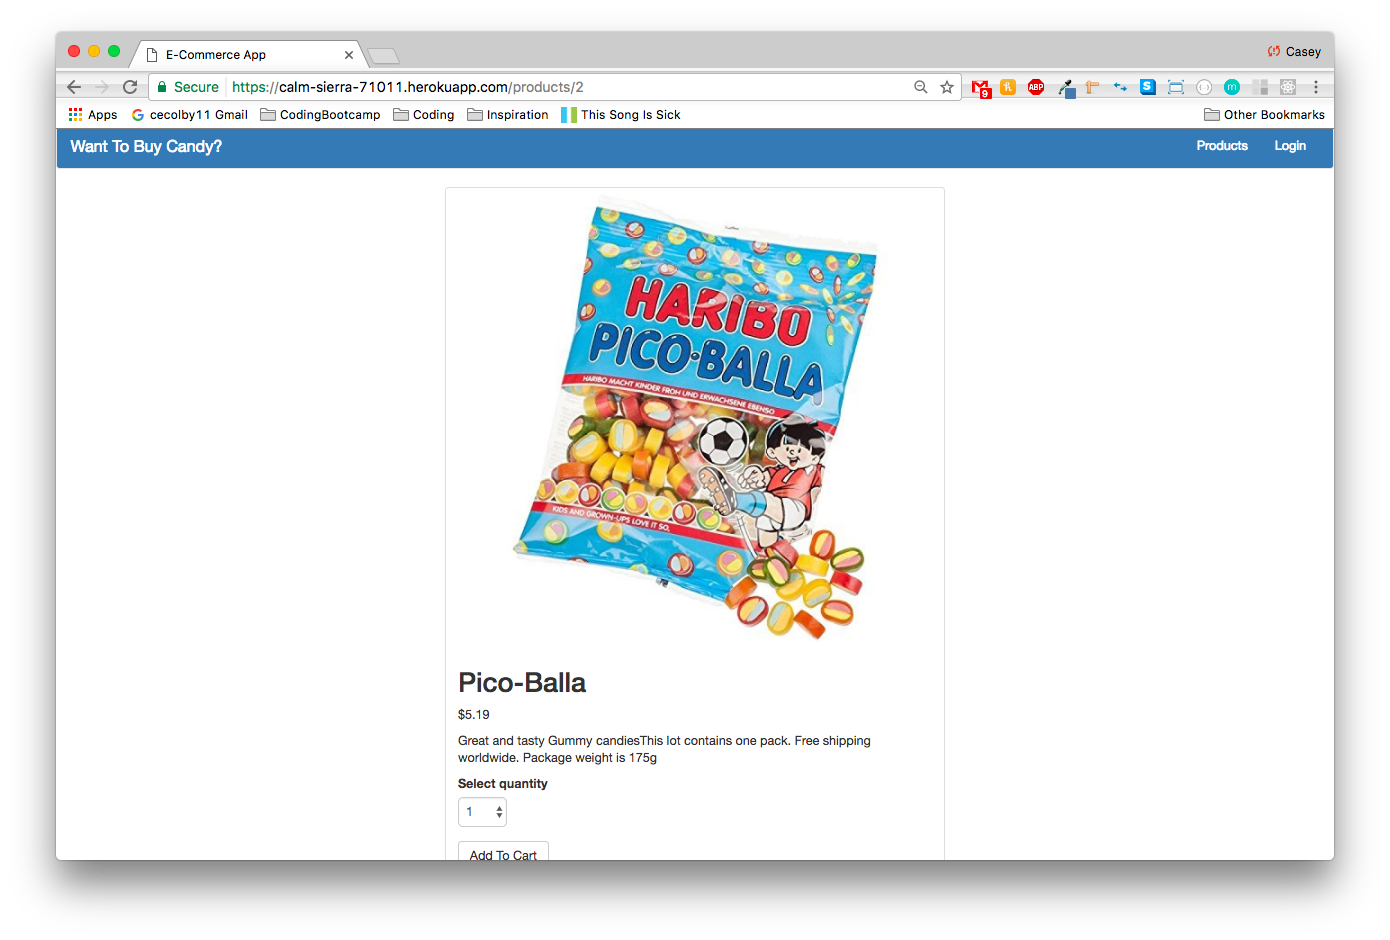 E-Commerce App
Casey
Secure https://calm-sierra-71011.herokuapp.com/products/2
9
ABP
S
m
Apps cecolby11 Gmail CodingBootcamp Coding Inspiration This Song Is Sick Other Bookmarks
Want To Buy Candy? Products Login
HARIBO
PICO·BALLA
HARIBO MACHT KINDER FROH UND ERWACHSENE EBENSO
KIDS AND GROWN-UPS LOVE IT SO,
Pico-Balla
$5.19
Great and tasty Gummy candiesThis lot contains one pack. Free shipping
worldwide. Package weight is 175g
Select quantity
1
Add To Cart